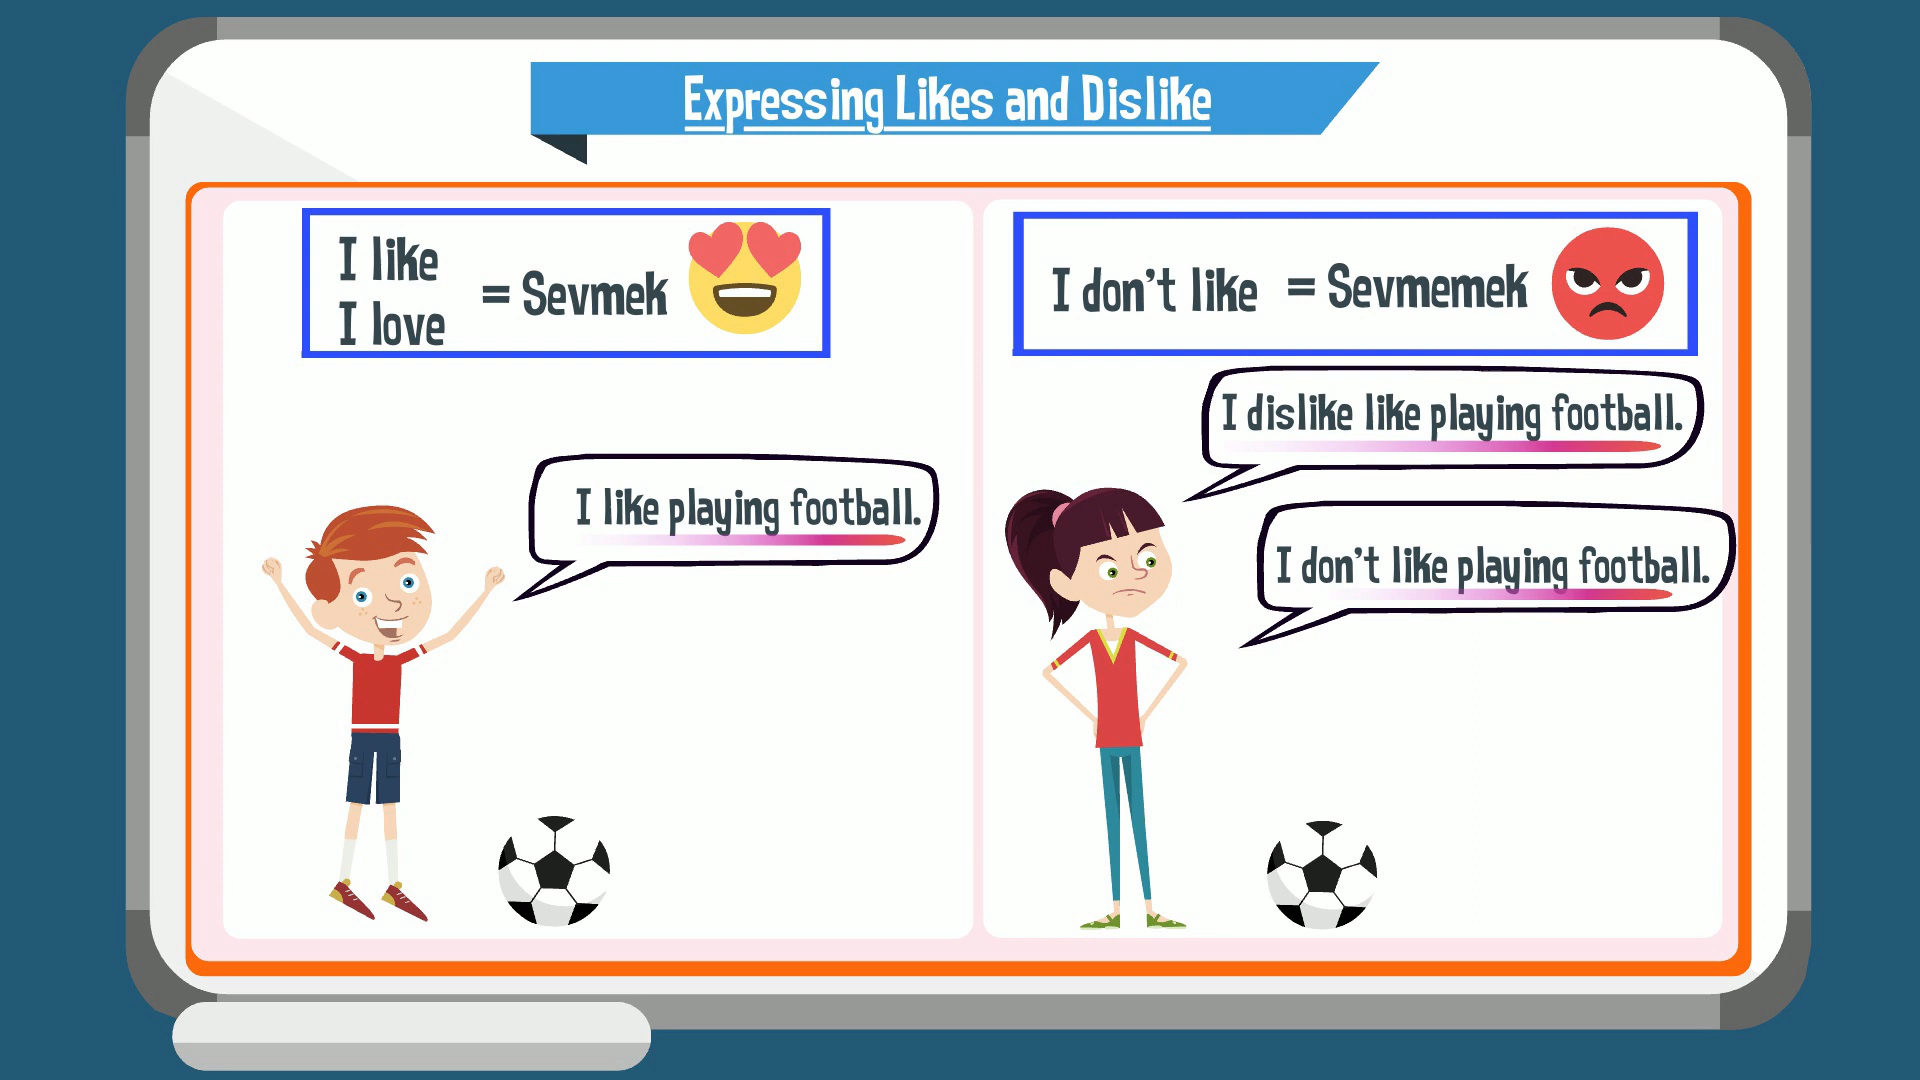 Expressing Likes and Dislike
I like
I love
= Sevmek
I like playing football.
I don't like = Sevmemek
I dislike like playing football.
I don't like playing football.